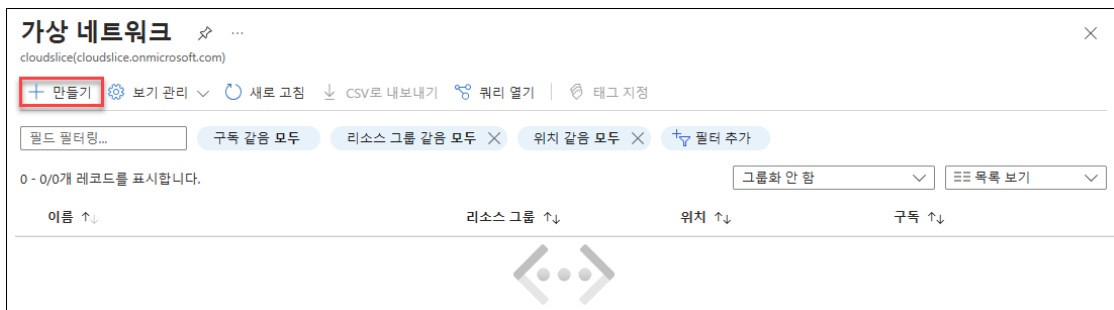 가상 네트워크
cloudslice(cloudslice.onmicrosoft.com)
+ 만들기 보기 관리 새로 고침 CSV로 내보내기 쿼리 열기 태그 지정
필드 필터링... 구독 같음 모두 리소스 그룹 같음 모두 위치 같음 모두 필터 추가
0 - 0/0개 레코드를 표시합니다. 그룹화 안 함 목록 보기
이름 ↑↓ 리소스 그룹 ↑↓ 위치 ↑↓ 구독 ↑↓